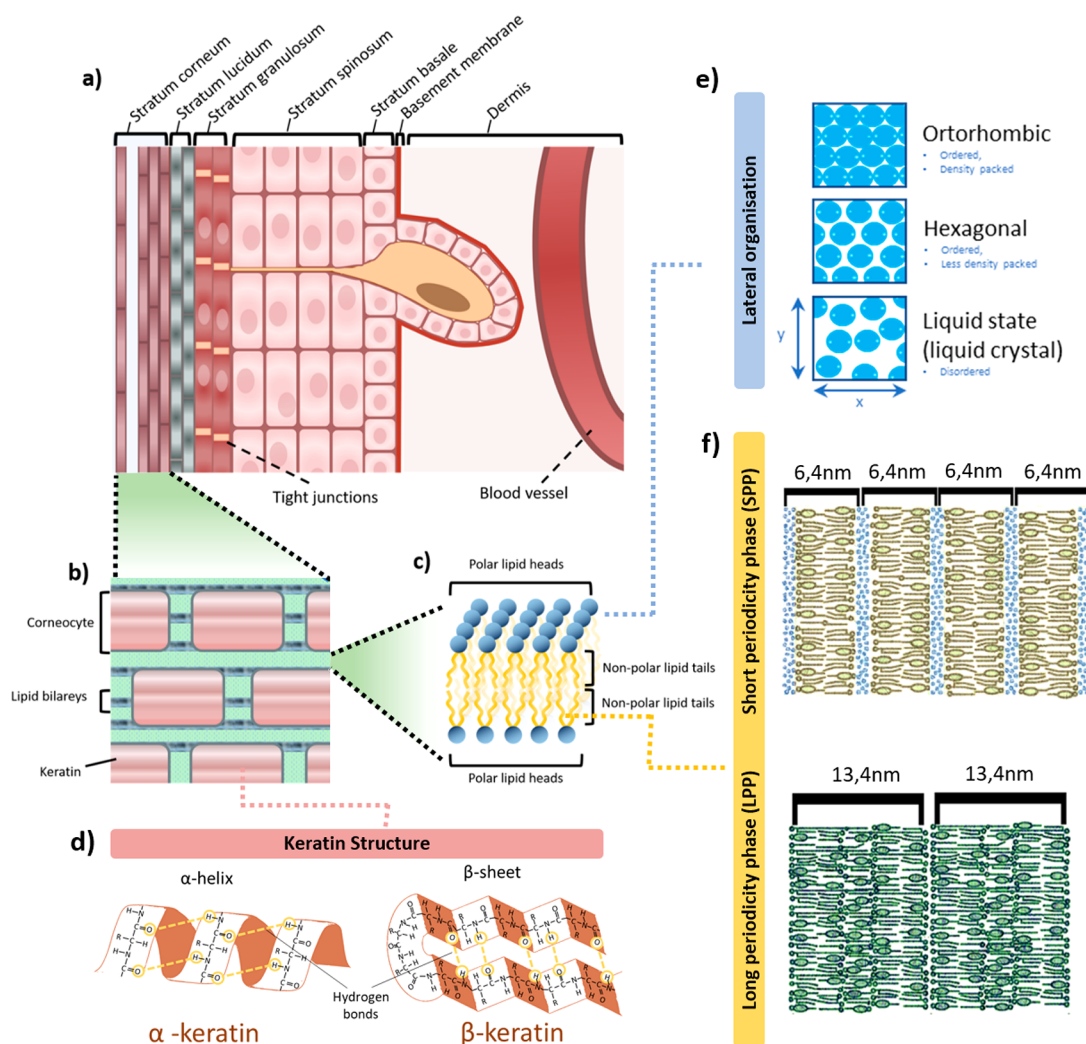 a)
Stratum corneum
Stratum lucidum
Stratum granulosum
Stratum spinosum
Stratum basale
Basement membrane
Dermis
Tight junctions
Blood vessel
b)
Corneocyte
Lipid bilareys
Keratin
c)
Polar lipid heads
Non-polar lipid tails
Non-polar lipid tails
Polar lipid heads
d)
Keratin Structure
α-helix
β-sheet
Hydrogen
bonds
α -keratin
β-keratin
e)
Lateral organisation
Ortorhombic
• Ordered,
• Density packed
Hexagonal
• Ordered,
• Less density packed
Liquid state
(liquid crystal)
• Disordered
y
x
f)
Short periodicity phase (SPP)
6,4nm 6,4nm 6,4nm 6,4nm
Long periodicity phase (LPP)
13,4nm 13,4nm